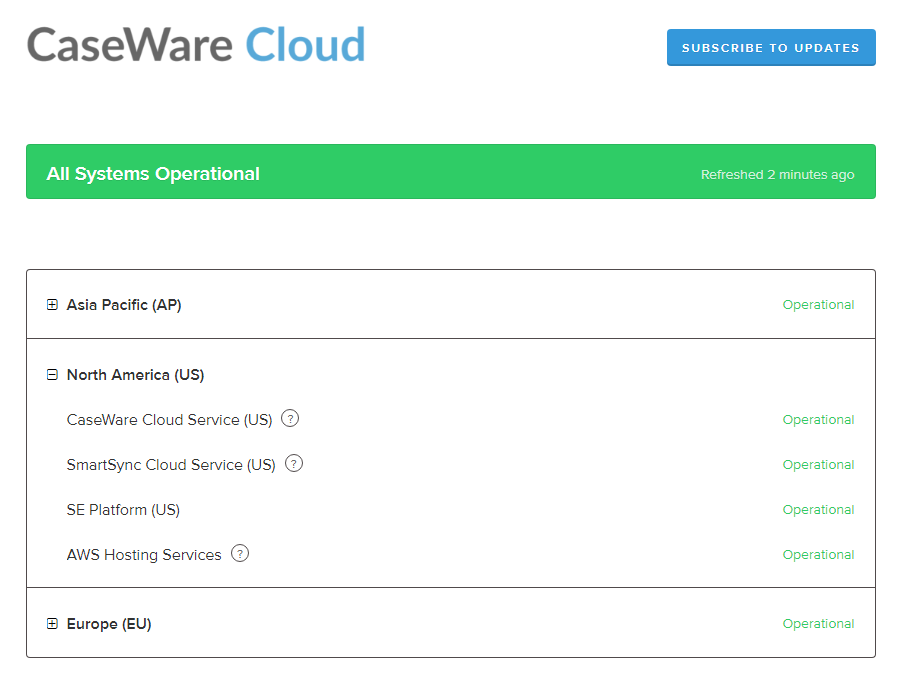 CaseWare Cloud
SUBSCRIBE TO UPDATES
All Systems Operational
Refreshed 2 minutes ago
Asia Pacific (AP)
Operational
North America (US)
CaseWare Cloud Service (US) ?
Operational
SmartSync Cloud Service (US) ?
Operational
SE Platform (US)
Operational
AWS Hosting Services ?
Operational
Europe (EU)
Operational